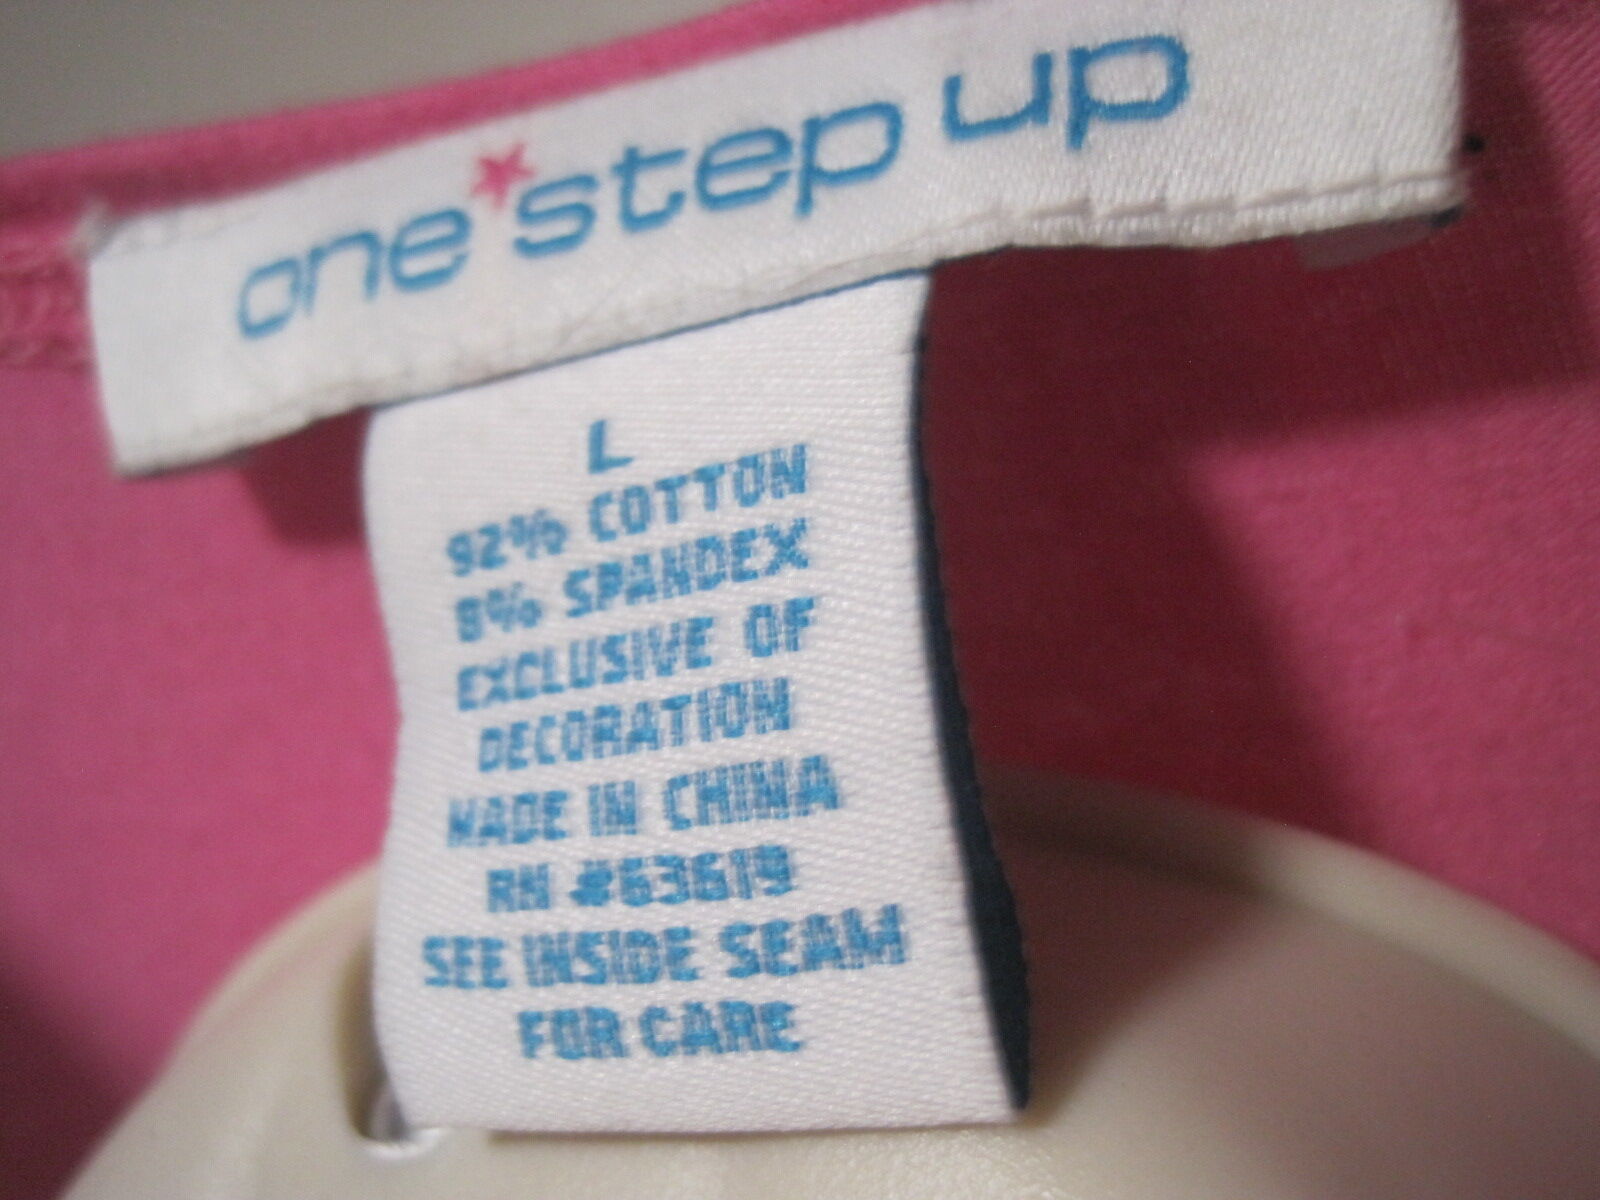 one step up
L
92% COTTON
8% SPANDEX
EXCLUSIVE OF
DECORATION
MADE IN CHINA
RN #63619
SEE INSIDE SEAM
FOR CARE